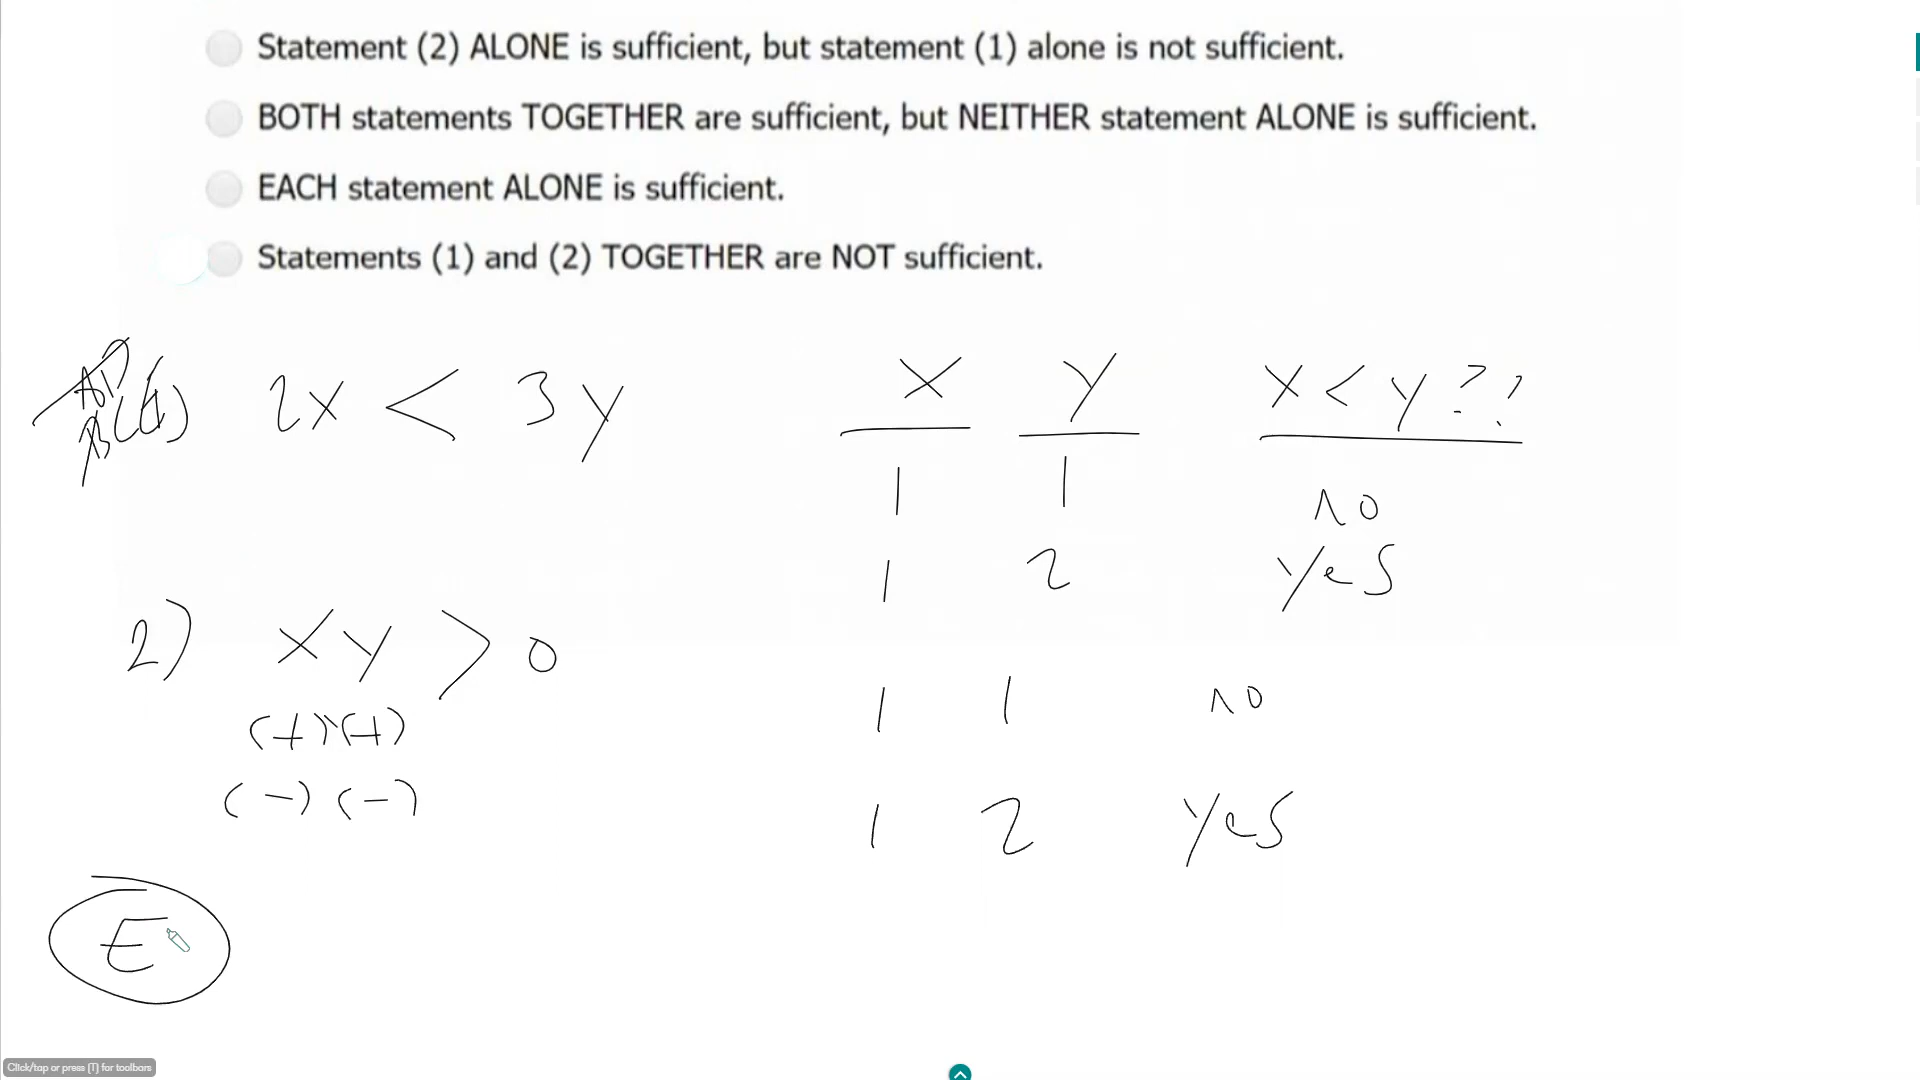 Statement (2) ALONE is sufficient, but statement (1) alone is not sufficient.
BOTH statements TOGETHER are sufficient, but NEITHER statement ALONE is sufficient.
EACH statement ALONE is sufficient.
Statements (1) and (2) TOGETHER are NOT sufficient.
AD
B (1) 2x < 3y
x y x < y??
1 1 no
1 2 yes
2) xy > 0
(+)(+)
(-)(-)
1 1 no
1 2 yes
E
Click/tap or press [T] for toolbars